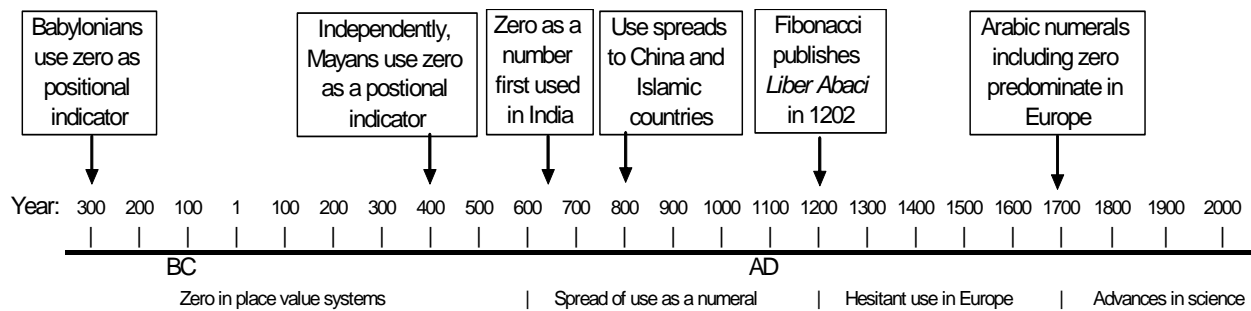 Babylonians
use zero as
positional
indicator
Independently,
Mayans use zero
as a postional
indicator
Zero as a
number
first used
in India
Use spreads
to China and
Islamic
countries
Fibonacci
publishes
Liber Abaci
in 1202
Arabic numerals
including zero
predominate in
Europe
Year: 300 200 100 1 100 200 300 400 500 600 700 800 900 1000 1100 1200 1300 1400 1500 1600 1700 1800 1900 2000
BC AD
Zero in place value systems | Spread of use as a numeral | Hesitant use in Europe | Advances in science